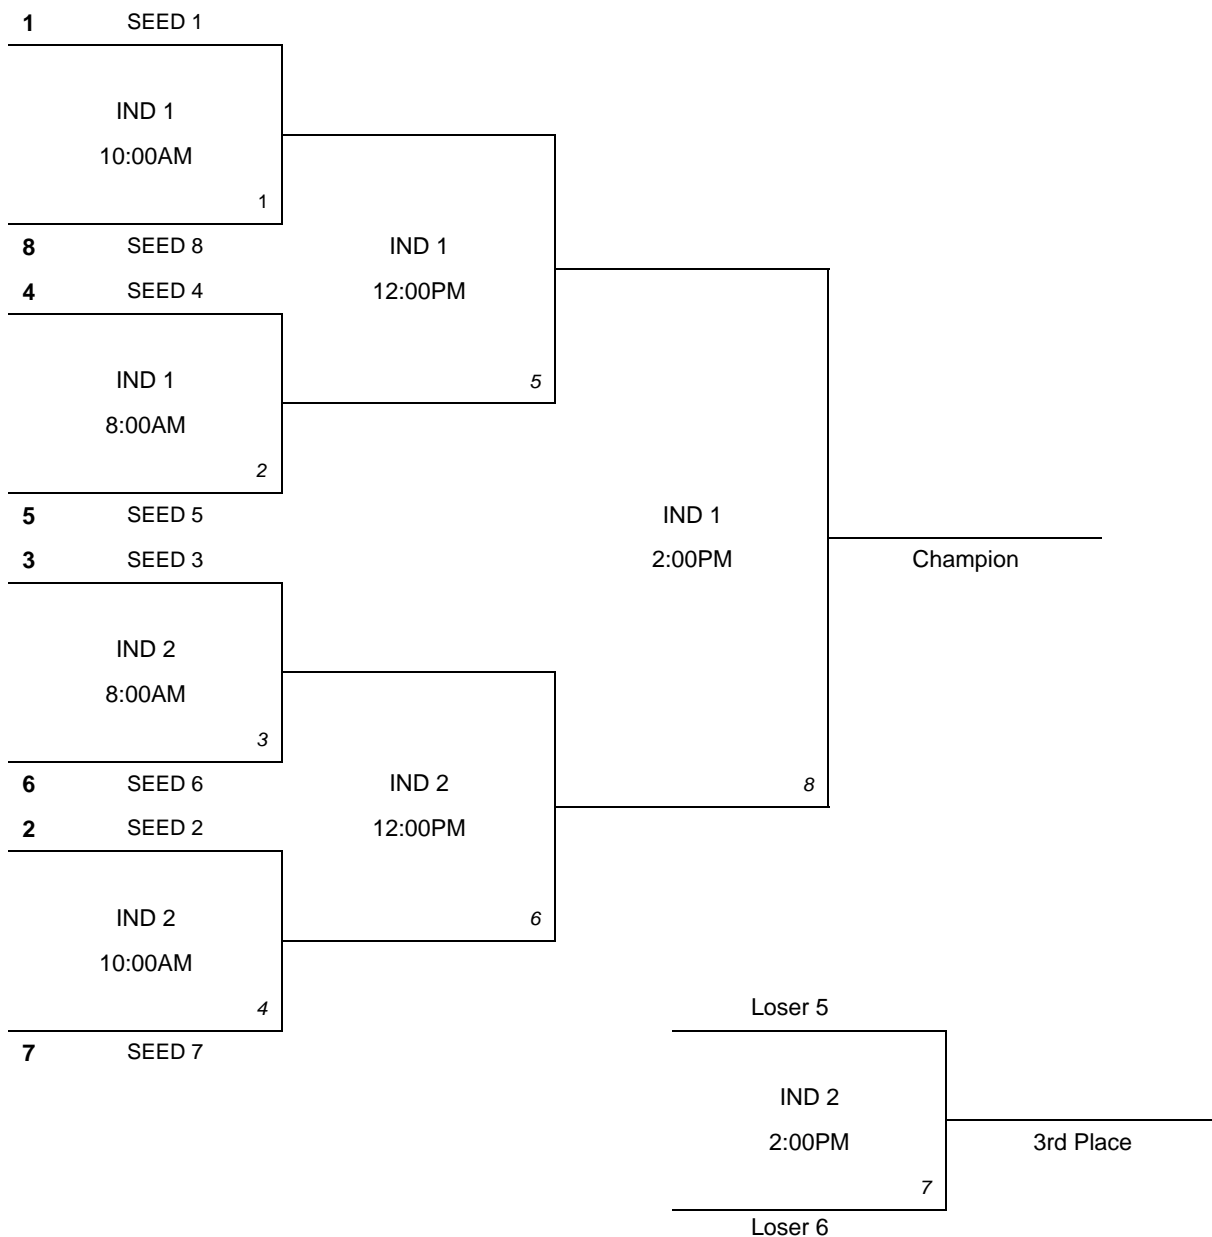 1 SEED 1
IND 1
10:00AM
1
8 SEED 8
IND 1
4 SEED 4
12:00PM
IND 1
5
8:00AM
2
5 SEED 5
IND 1
3 SEED 3
2:00PM
Champion
IND 2
8:00AM
3
6 SEED 6
IND 2
8
2 SEED 2
12:00PM
IND 2
6
10:00AM
4
Loser 5
7 SEED 7
IND 2
2:00PM
3rd Place
7
Loser 6